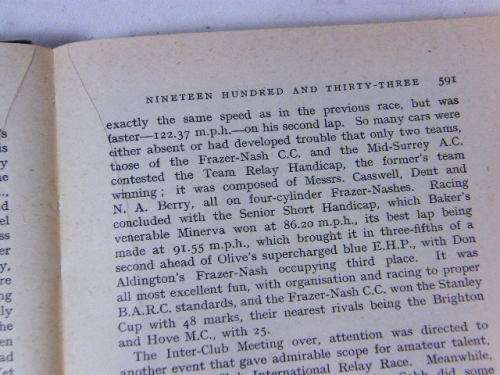 NINETEEN HUNDRED AND THIRTY-THREE 591
exactly the same speed as in the previous race, but was
faster—122.37 m.p.h.—on his second lap. So many cars were
either absent or had developed trouble that only two teams,
those of the Frazer-Nash C.C. and the Mid-Surrey A.C.
contested the Team Relay Handicap, the former's team
winning; it was composed of Messrs. Casswell, Dent and
N. A. Berry, all on four-cylinder Frazer-Nashes. Racing
concluded with the Senior Short Handicap, which Baker's
venerable Minerva won at 86.20 m.p.h., its best lap being
made at 91.55 m.p.h., which brought it in three-fifths of a
second ahead of Olive's supercharged blue E.H.P., with Don
Aldington's Frazer-Nash occupying third place. It was
all most excellent fun, with organisation and racing to proper
B.A.R.C. standards, and the Frazer-Nash C.C. won the Stanley
Cup with 48 marks, their nearest rivals being the Brighton
and Hove M.C., with 25.
The Inter-Club Meeting over, attention was directed to
another event that gave admirable scope for amateur talent,
Club International Relay Race. Meanwhile,
Cobb did some